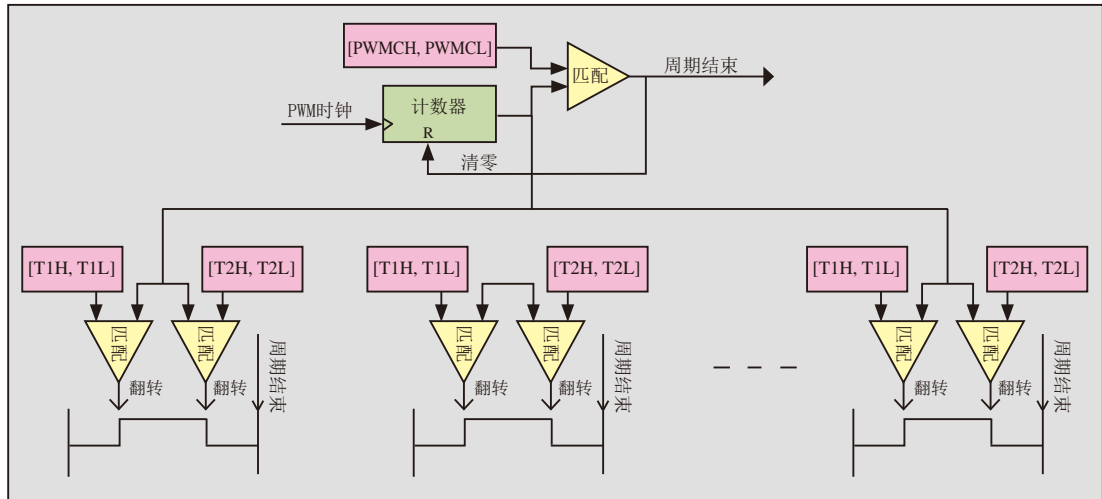 [PWMCH, PWMCL]
匹配
周期结束
PWM时钟
计数器
R
清零
[T1H, T1L]
[T2H, T2L]
[T1H, T1L]
[T2H, T2L]
[T1H, T1L]
[T2H, T2L]
匹配
匹配
周期结束
匹配
匹配
周期结束
匹配
匹配
周期结束
翻转
翻转
翻转
翻转
翻转
翻转